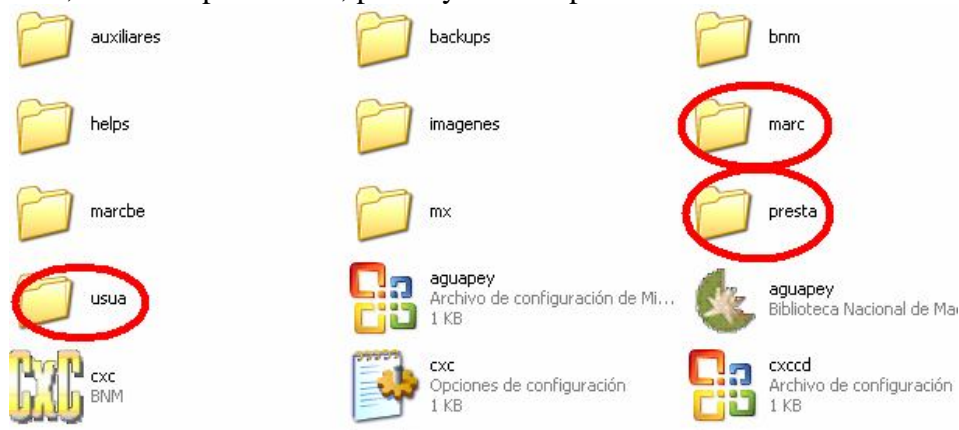 auxiliares
backups
bnm
helps
imagenes
marc
marcbe
mx
presta
usua
aguapey
Archivo de configuración de Mi...
1 KB
aguapey
Biblioteca Nacional de Ma
CXC
cxc
BNM
cxc
Opciones de configuración
1 KB
cxccd
Archivo de configuración
1 KB